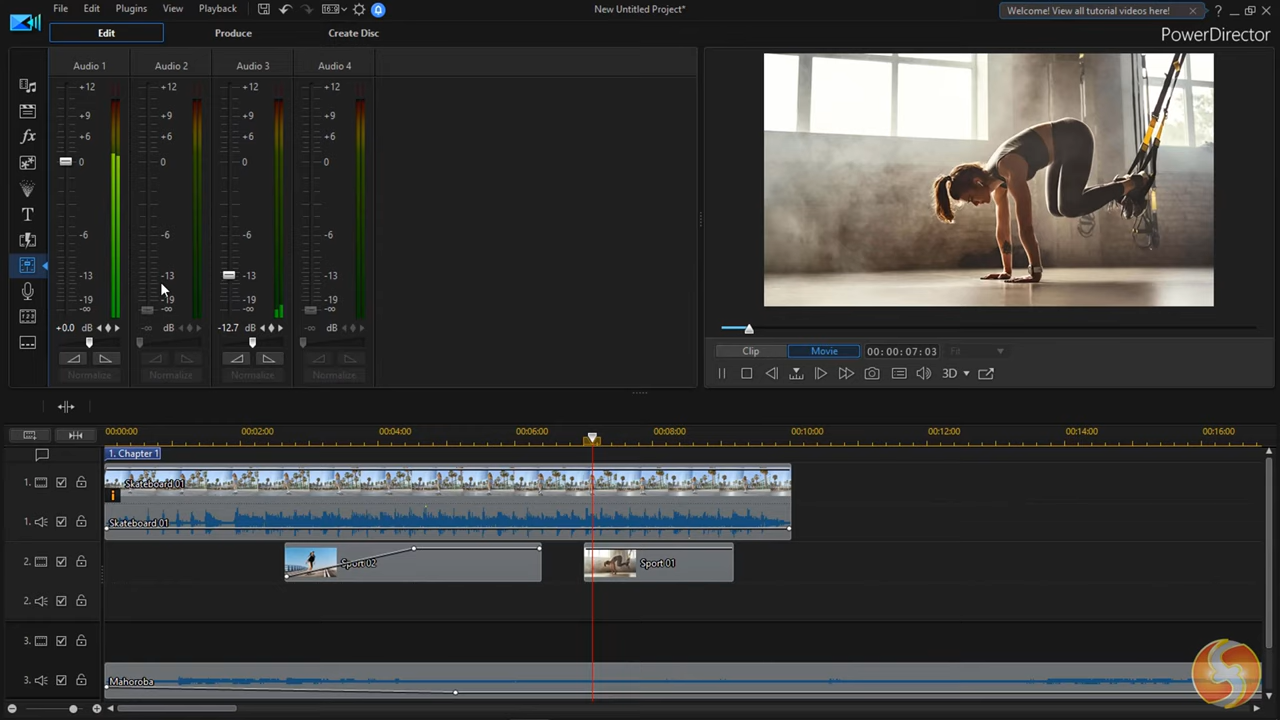 File Edit Plugins View Playback 16:9 New Untitled Project* Welcome! View all tutorial videos here! ?
Edit Produce Create Disc PowerDirector
Audio 1 Audio 2 Audio 3 Audio 4
+12 +12 +12 +12
+9 +9 +9 +9
+6 +6 +6 +6
0 0 0 0
-6 -6 -6 -6
-13 -13 -13 -13
-19 -19 -19 -19
-∞ -∞ -∞ -∞
+0.0 dB -∞ dB -12.7 dB -∞ dB
Normalize Normalize Normalize Normalize
fx
T
Clip Movie 00:00:07:03 Fit
3D
00:00:00 00:02:00 00:04:00 00:06:00 00:08:00 00:10:00 00:12:00 00:14:00 00:16:00
1. Chapter 1
1. Skateboard 01
i
1. Skateboard 01
2. Sport 02 Sport 01
2.
3.
3. Mahoroba